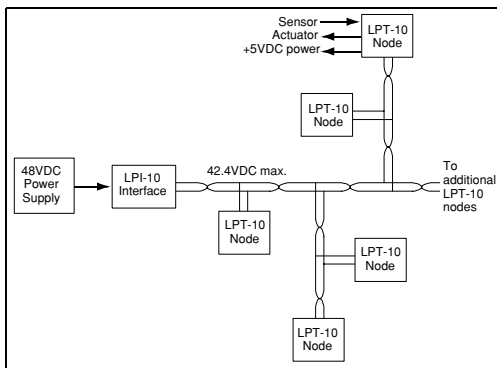 Sensor
Actuator
+5VDC power
LPT-10
Node
LPT-10
Node
48VDC
Power
Supply
LPI-10
Interface
42.4VDC max.
To
additional
LPT-10
nodes
LPT-10
Node
LPT-10
Node
LPT-10
Node